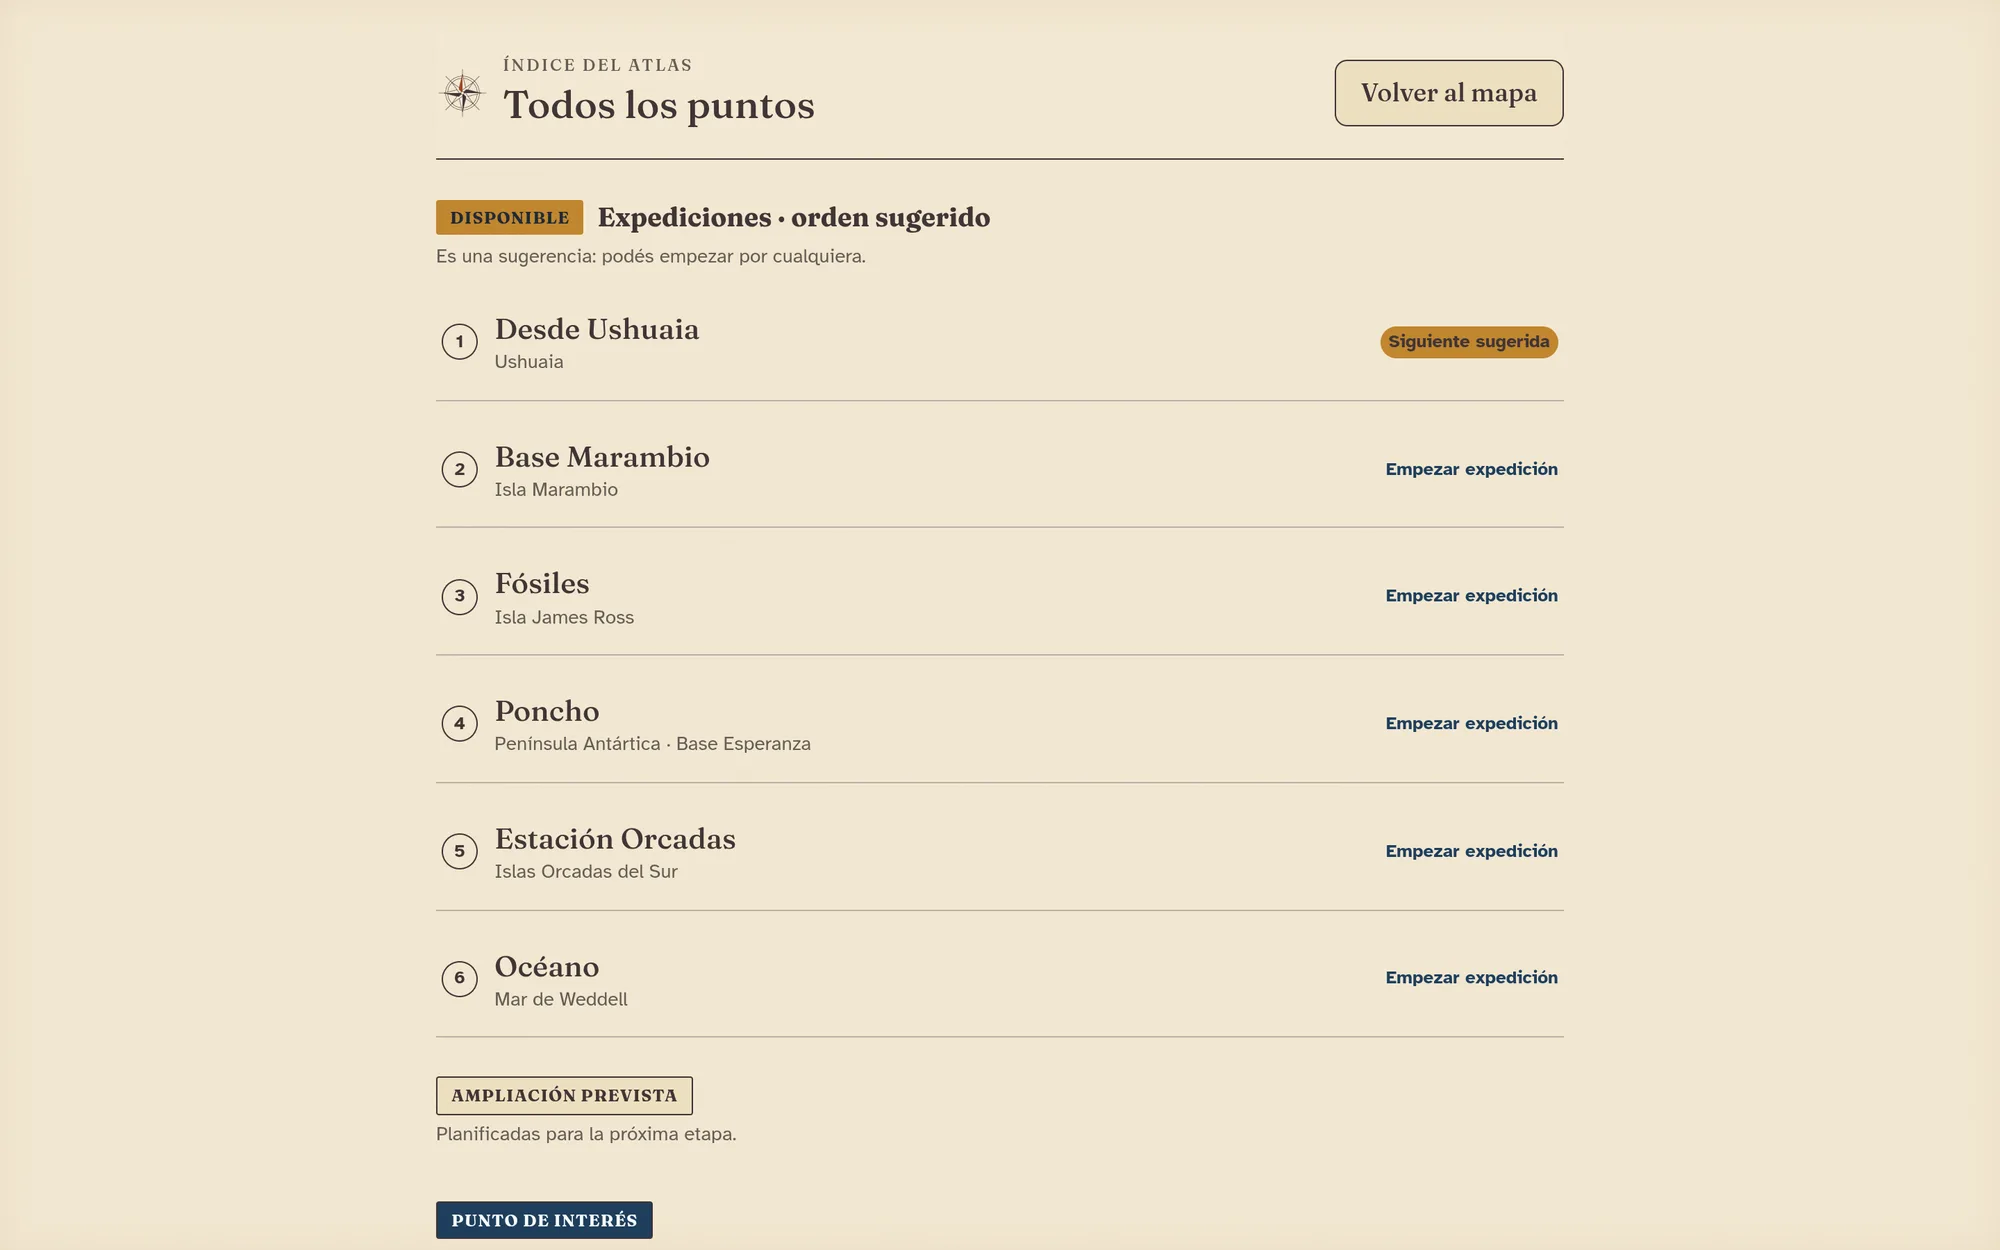 ÍNDICE DEL ATLAS
Todos los puntos
Volver al mapa
DISPONIBLE Expediciones · orden sugerido
Es una sugerencia: podés empezar por cualquiera.
1 Desde Ushuaia
Ushuaia
Siguiente sugerida
2 Base Marambio
Isla Marambio
Empezar expedición
3 Fósiles
Isla James Ross
Empezar expedición
4 Poncho
Península Antártica · Base Esperanza
Empezar expedición
5 Estación Orcadas
Islas Orcadas del Sur
Empezar expedición
6 Océano
Mar de Weddell
Empezar expedición
AMPLIACIÓN PREVISTA
Planificadas para la próxima etapa.
PUNTO DE INTERÉS